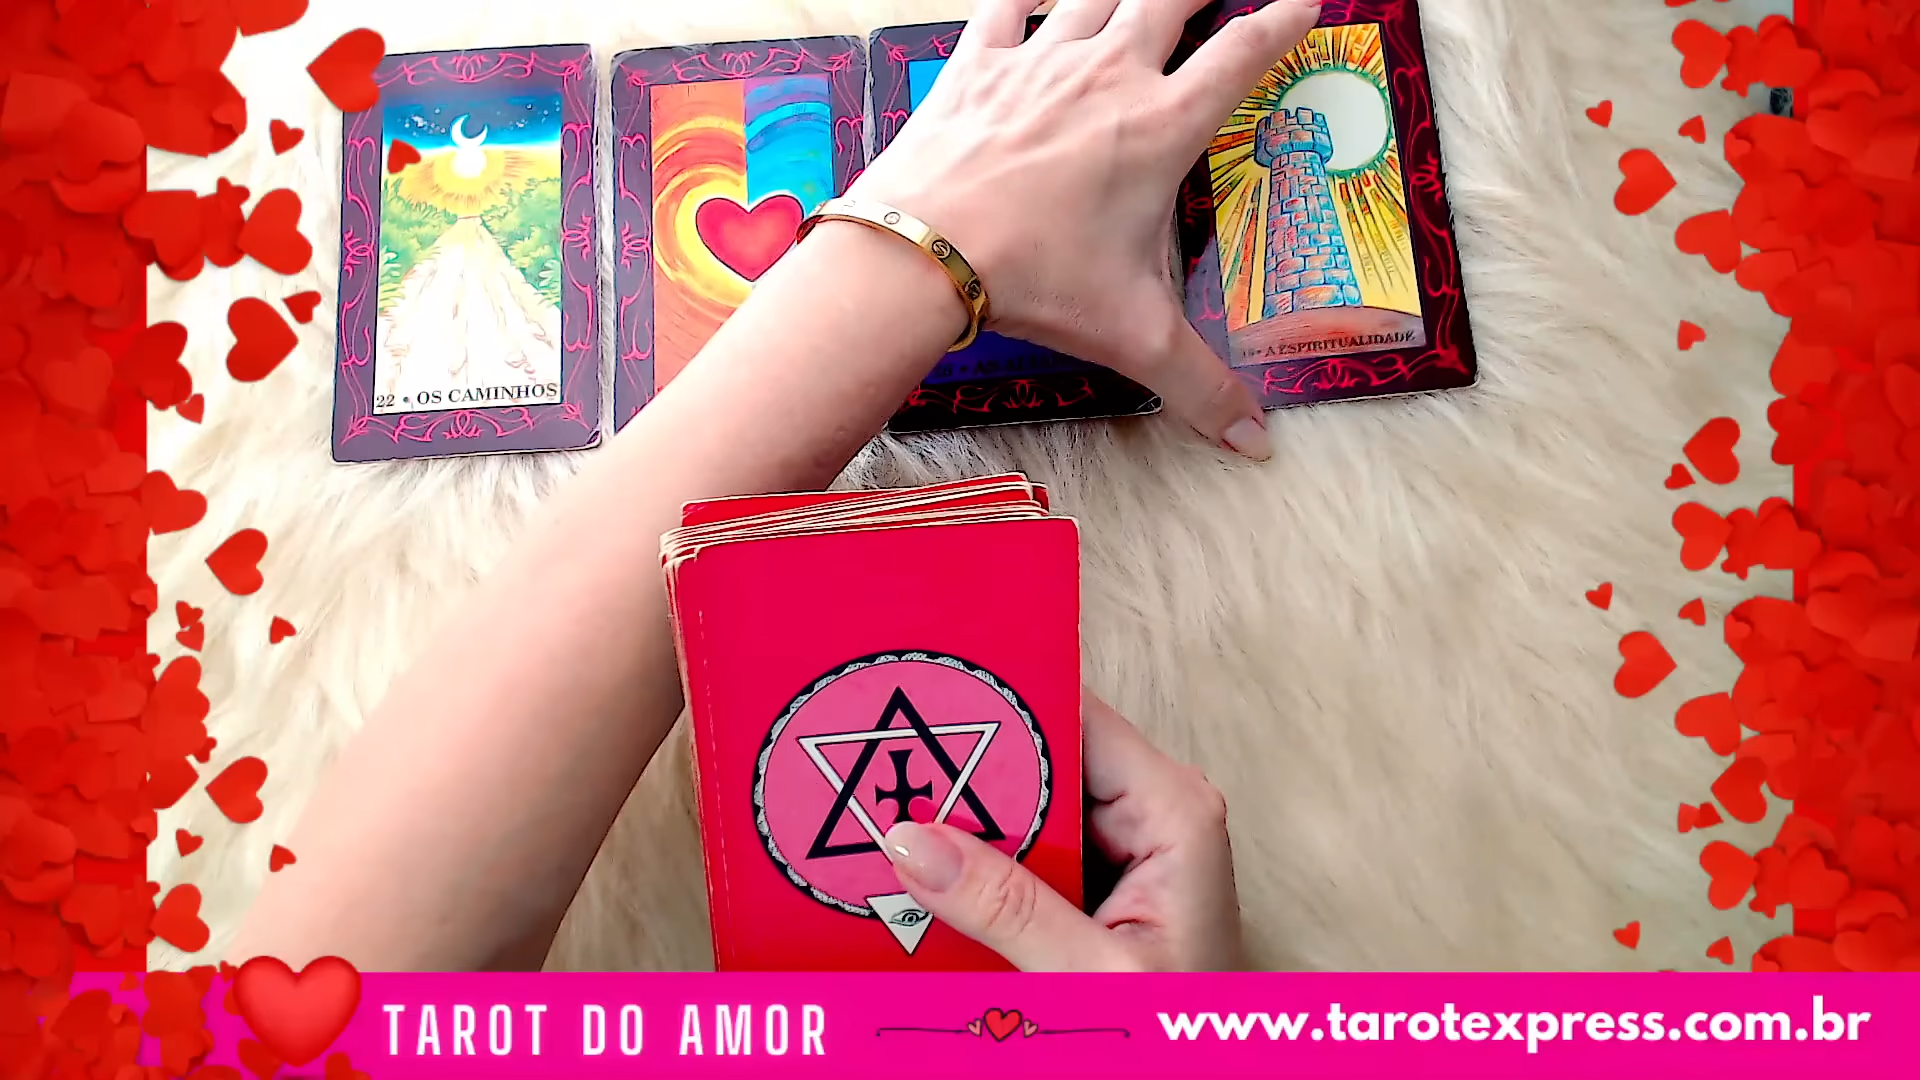 22 • OS CAMINHOS
A ESPIRITUALIDADE
TAROT DO AMOR
www.tarotexpress.com.br